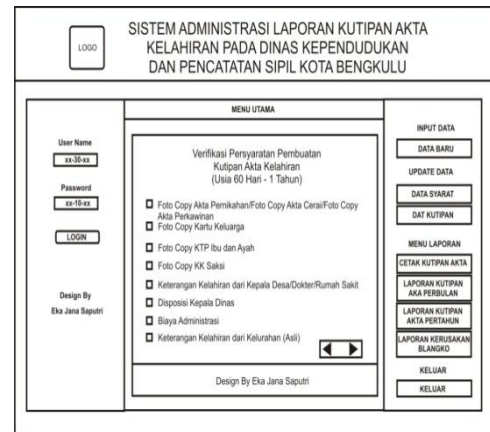 LOGO
SISTEM ADMINISTRASI LAPORAN KUTIPAN AKTA
KELAHIRAN PADA DINAS KEPENDUDUKAN
DAN PENCATATAN SIPIL KOTA BENGKULU
User Name
xx-30-xx
Password
xx-10-xx
LOGIN
Design By
Eka Jana Saputri
MENU UTAMA
Verifikasi Persyaratan Pembuatan
Kutipan Akta Kelahiran
(Usia 60 Hari - 1 Tahun)
Foto Copy Akta Pernikahan/Foto Copy Akta Cerai/Foto Copy
Akta Perkawinan
Foto Copy Kartu Keluarga
Foto Copy KTP Ibu dan Ayah
Foto Copy KK Saksi
Keterangan Kelahiran dari Kepala Desa/Dokter/Rumah Sakit
Disposisi Kepala Dinas
Biaya Administrasi
Keterangan Kelahiran dari Kelurahan (Asli)
Design By Eka Jana Saputri
INPUT DATA
DATA BARU
UPDATE DATA
DATA SYARAT
DAT KUTIPAN
MENU LAPORAN
CETAK KUTIPAN AKTA
LAPORAN KUTIPAN
AKA PERBULAN
LAPORAN KUTIPAN
AKTA PERTAHUN
LAPORAN KERUSAKAN
BLANGKO
KELUAR
KELUAR